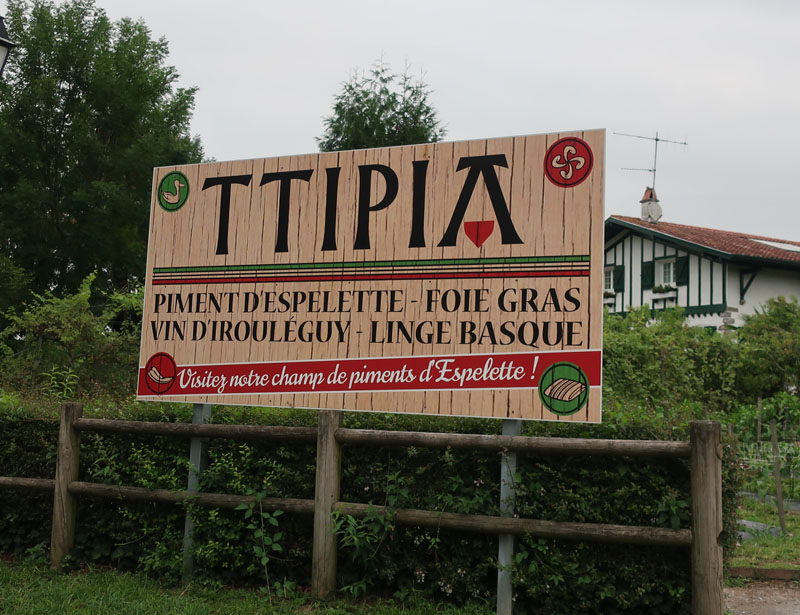 TTIPIA
PIMENT D'ESPELETTE - FOIE GRAS
VIN D'IROULÉGUY - LINGE BASQUE
Visitez notre champ de piments d'Espelette !